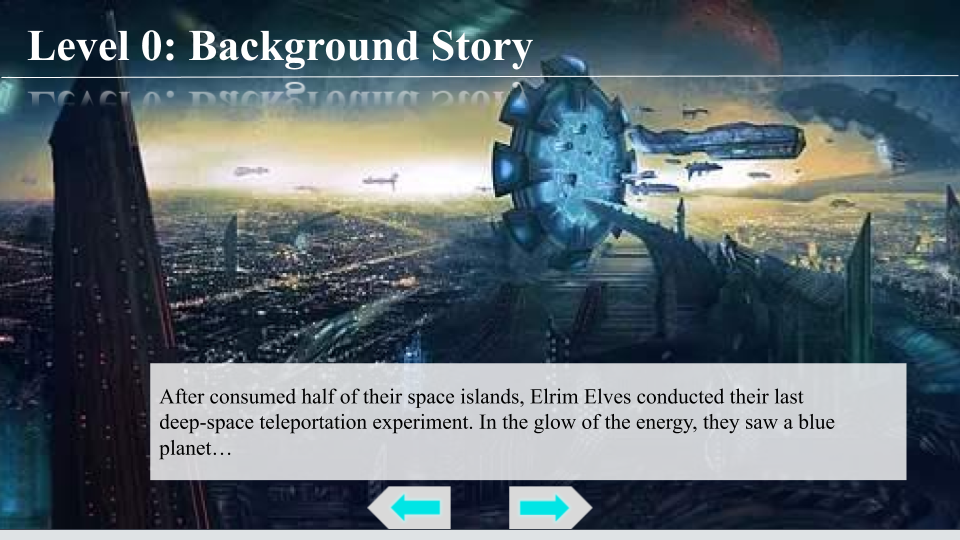 Level 0: Background Story
After consumed half of their space islands, Elrim Elves conducted their last
deep-space teleportation experiment. In the glow of the energy, they saw a blue
planet…